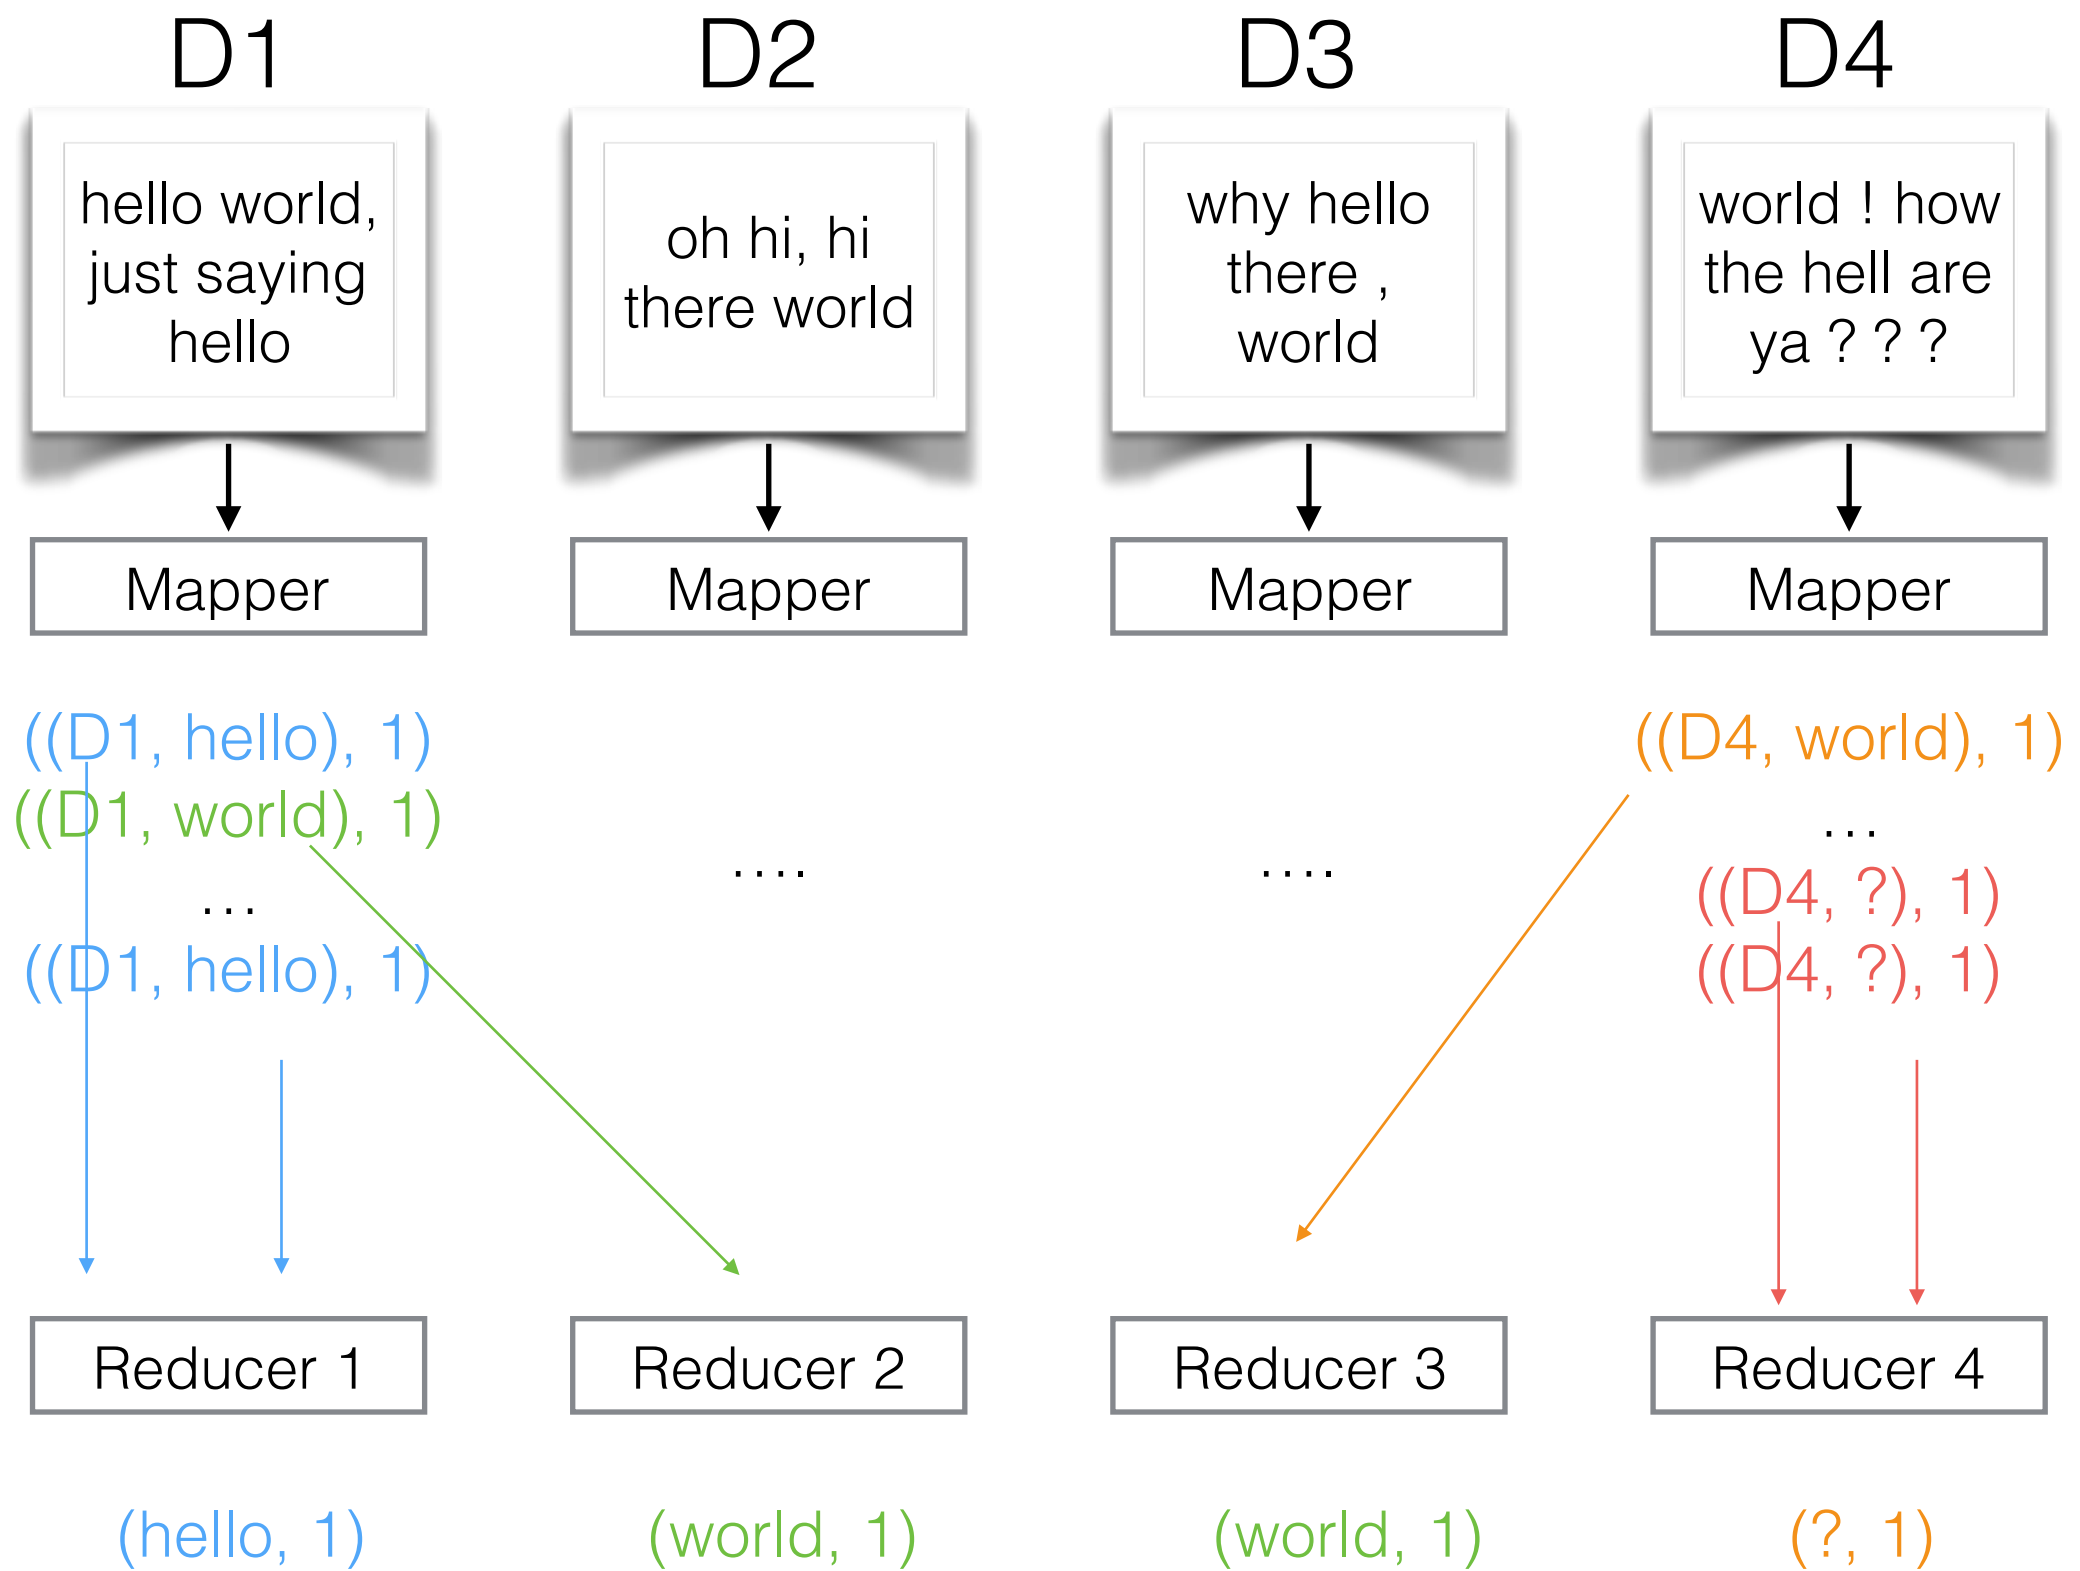 D1
D2
D3
D4
hello world,
just saying
hello
oh hi, hi
there world
why hello
there ,
world
world ! how
the hell are
ya ? ? ?
Mapper
Mapper
Mapper
Mapper
((D1, hello), 1)
((D1, world), 1)
...
((D1, hello), 1)
....
....
((D4, world), 1)
...
((D4, ?), 1)
((D4, ?), 1)
Reducer 1
Reducer 2
Reducer 3
Reducer 4
(hello, 1)
(world, 1)
(world, 1)
(?, 1)